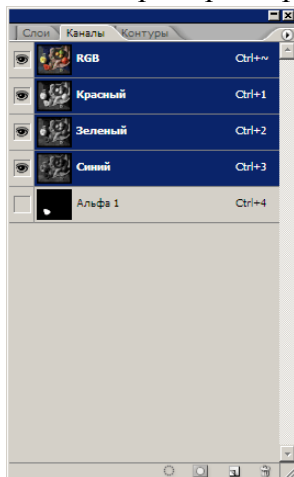 Слои Каналы Контуры
RGB Ctrl+~
Красный Ctrl+1
Зеленый Ctrl+2
Синий Ctrl+3
Альфа 1 Ctrl+4